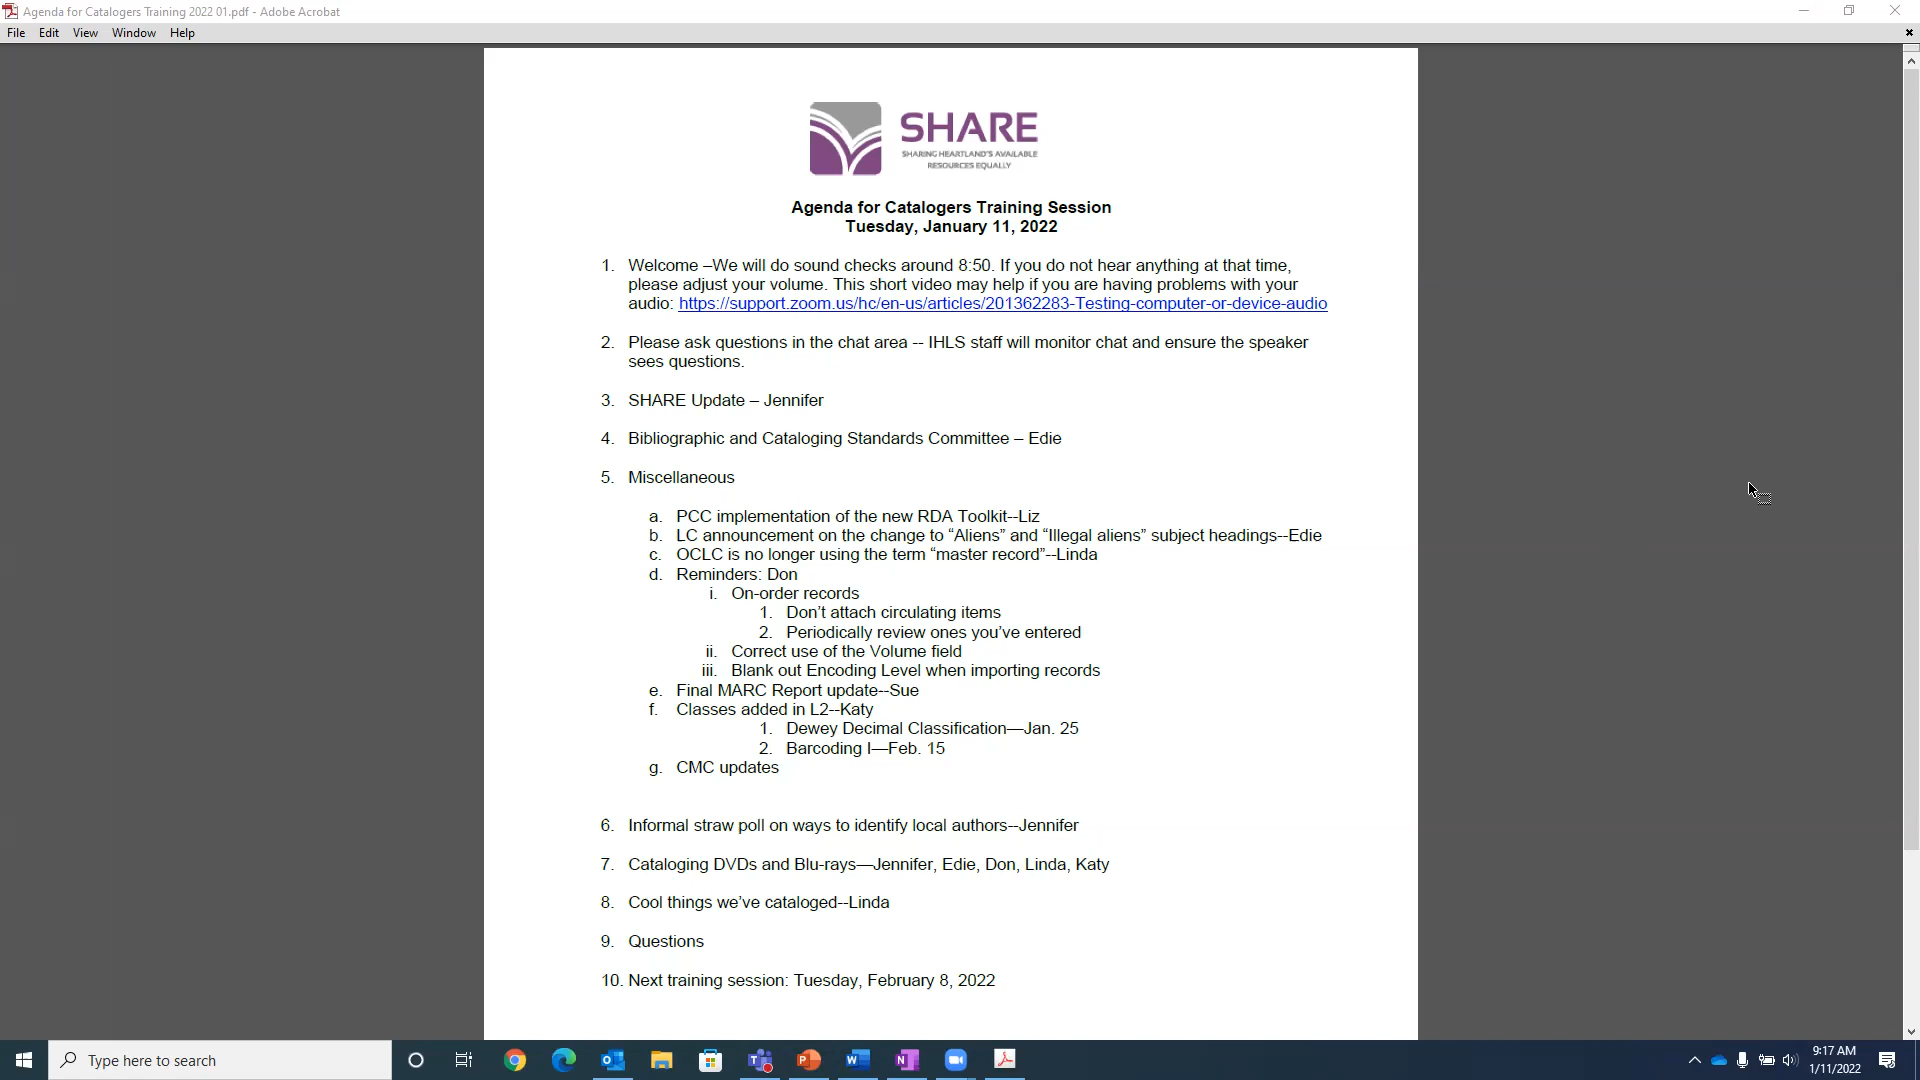 Agenda for Catalogers Training 2022 01.pdf - Adobe Acrobat
File Edit View Window Help
SHARE
SHARING HEARTLAND'S AVAILABLE
RESOURCES EQUALLY
Agenda for Catalogers Training Session
Tuesday, January 11, 2022
1. Welcome –We will do sound checks around 8:50. If you do not hear anything at that time,
please adjust your volume. This short video may help if you are having problems with your
audio: https://support.zoom.us/hc/en-us/articles/201362283-Testing-computer-or-device-audio
2. Please ask questions in the chat area -- IHLS staff will monitor chat and ensure the speaker
sees questions.
3. SHARE Update – Jennifer
4. Bibliographic and Cataloging Standards Committee – Edie
5. Miscellaneous
a. PCC implementation of the new RDA Toolkit--Liz
b. LC announcement on the change to “Aliens” and “Illegal aliens” subject headings--Edie
c. OCLC is no longer using the term “master record”--Linda
d. Reminders: Don
i. On-order records
1. Don’t attach circulating items
2. Periodically review ones you’ve entered
ii. Correct use of the Volume field
iii. Blank out Encoding Level when importing records
e. Final MARC Report update--Sue
f. Classes added in L2--Katy
1. Dewey Decimal Classification—Jan. 25
2. Barcoding I—Feb. 15
g. CMC updates
6. Informal straw poll on ways to identify local authors--Jennifer
7. Cataloging DVDs and Blu-rays—Jennifer, Edie, Don, Linda, Katy
8. Cool things we’ve cataloged--Linda
9. Questions
10. Next training session: Tuesday, February 8, 2022
Type here to search
9:17 AM
1/11/2022